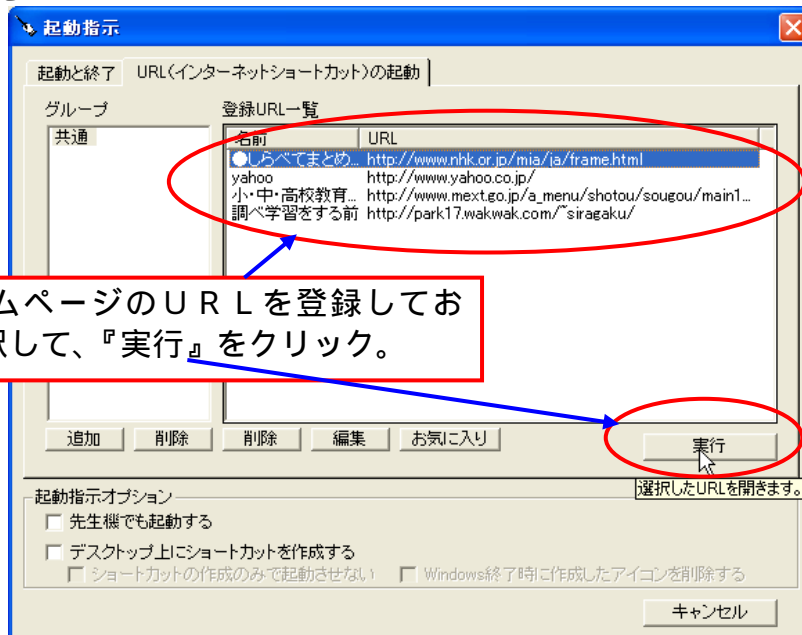 起動指示
起動と終了 URL(インターネットショートカット)の起動
グループ 登録URL一覧
共通
名前 URL
●しらべてまとめ... http://www.nhk.or.jp/mia/ja/frame.html
yahoo http://www.yahoo.co.jp/
小・中・高校教育... http://www.mext.go.jp/a_menu/shotou/sougou/main1...
調べ学習をする前 http://park17.wakwak.com/~siragaku/
ムページのＵＲＬを登録してお
して、『実行』をクリック。
追加 削除 削除 編集 お気に入り 実行
選択したURLを開きます。
起動指示オプション
先生機でも起動する
デスクトップ上にショートカットを作成する
ショートカットの作成のみで起動させない Windows終了時に作成したアイコンを削除する
キャンセル